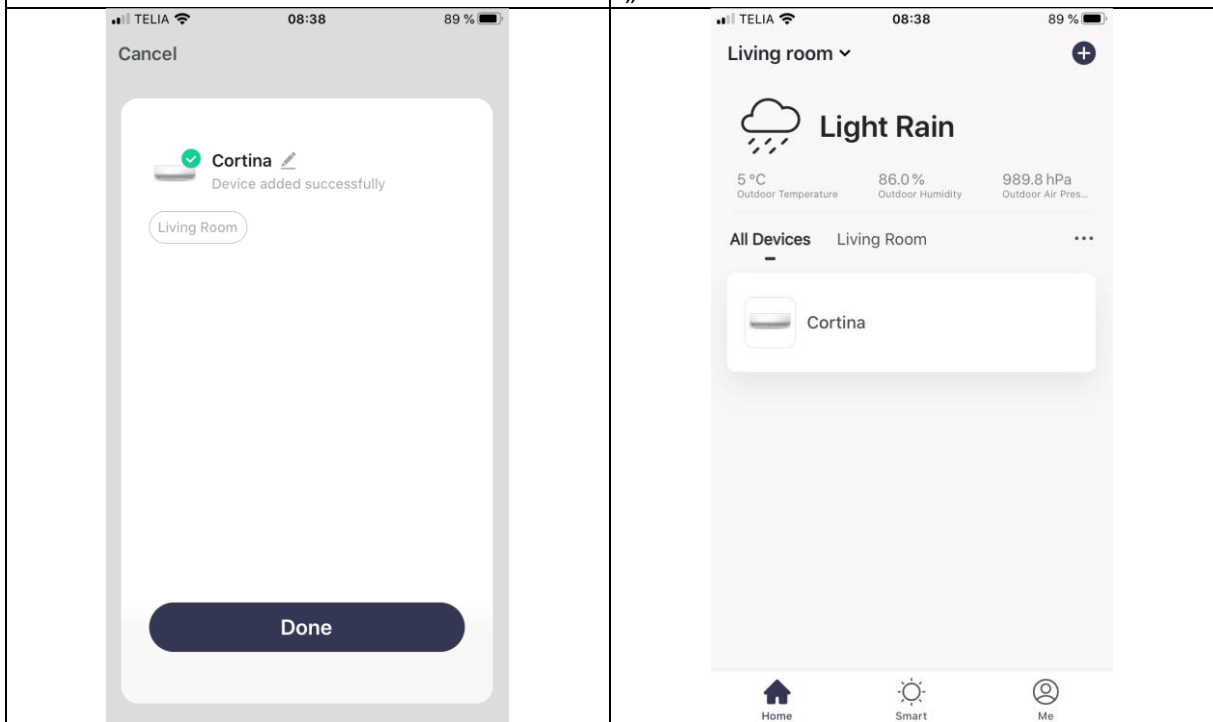 „
TELIA 08:38 89 %
Cancel
Cortina
Device added successfully
Living Room
Done
TELIA 08:38 89 %
Living room
Light Rain
5 °C 86.0 % 989.8 hPa
Outdoor Temperature Outdoor Humidity Outdoor Air Pres...
All Devices Living Room
Cortina
Home Smart Me